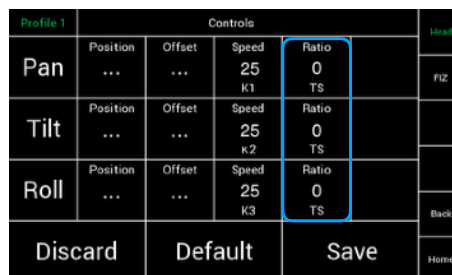 Profile 1 Controls Head
Position Offset Speed Ratio
Pan ... ... 25 0
K1 TS
FIZ
Position Offset Speed Ratio
Tilt ... ... 25 0
K2 TS
Position Offset Speed Ratio
Roll ... ... 25 0
K3 TS
Back
Discard Default Save
Home